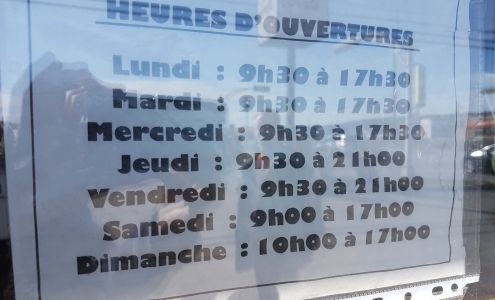 HEURES D'OUVERTURES
Lundi : 9h30 à 17h30
Mardi : 9h30 à 17h30
Mercredi : 9h30 à 17h30
Jeudi : 9h30 à 21h00
Vendredi : 9h30 à 21h00
Samedi : 9h00 à 17h00
Dimanche : 10h00 à 17h00